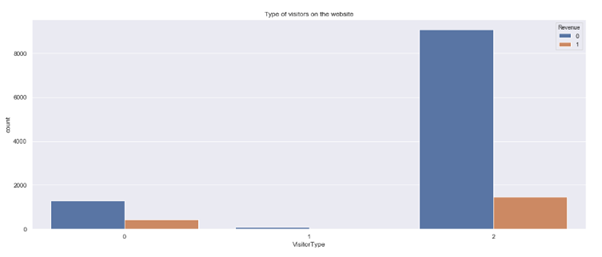 Type of visitors on the website
Revenue
0
1
8000
6000
4000
2000
0
count
0 1 2
VisitorType